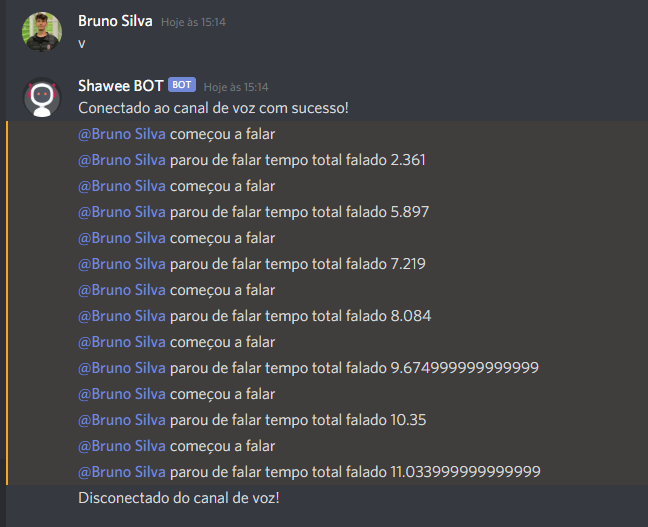 Bruno Silva Hoje às 15:14
v
Shawee BOT BOT Hoje às 15:14
Conectado ao canal de voz com sucesso!
@Bruno Silva começou a falar
@Bruno Silva parou de falar tempo total falado 2.361
@Bruno Silva começou a falar
@Bruno Silva parou de falar tempo total falado 5.897
@Bruno Silva começou a falar
@Bruno Silva parou de falar tempo total falado 7.219
@Bruno Silva começou a falar
@Bruno Silva parou de falar tempo total falado 8.084
@Bruno Silva começou a falar
@Bruno Silva parou de falar tempo total falado 9.674999999999999
@Bruno Silva começou a falar
@Bruno Silva parou de falar tempo total falado 10.35
@Bruno Silva começou a falar
@Bruno Silva parou de falar tempo total falado 11.033999999999999
Disconectado do canal de voz!